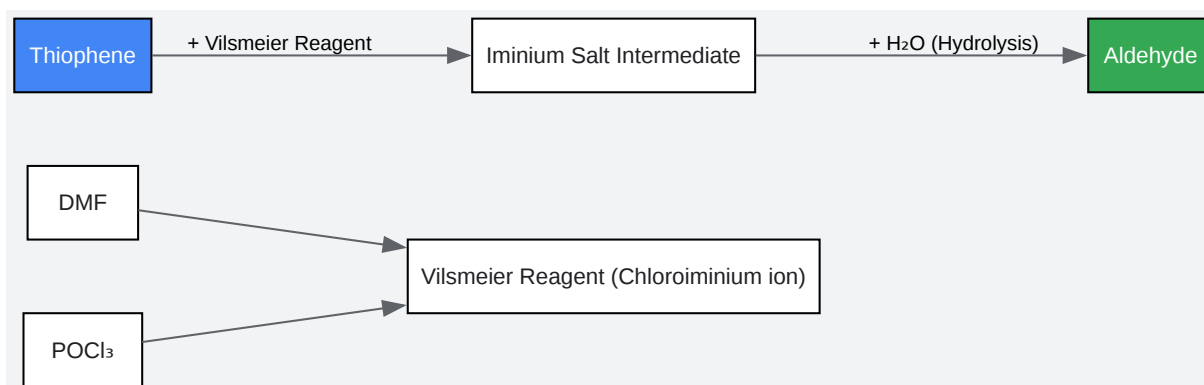 Thiophene
+ Vilsmeier Reagent
Iminium Salt Intermediate
+ H₂O (Hydrolysis)
Aldehyde
DMF
Vilsmeier Reagent (Chloroiminium ion)
POCl₃